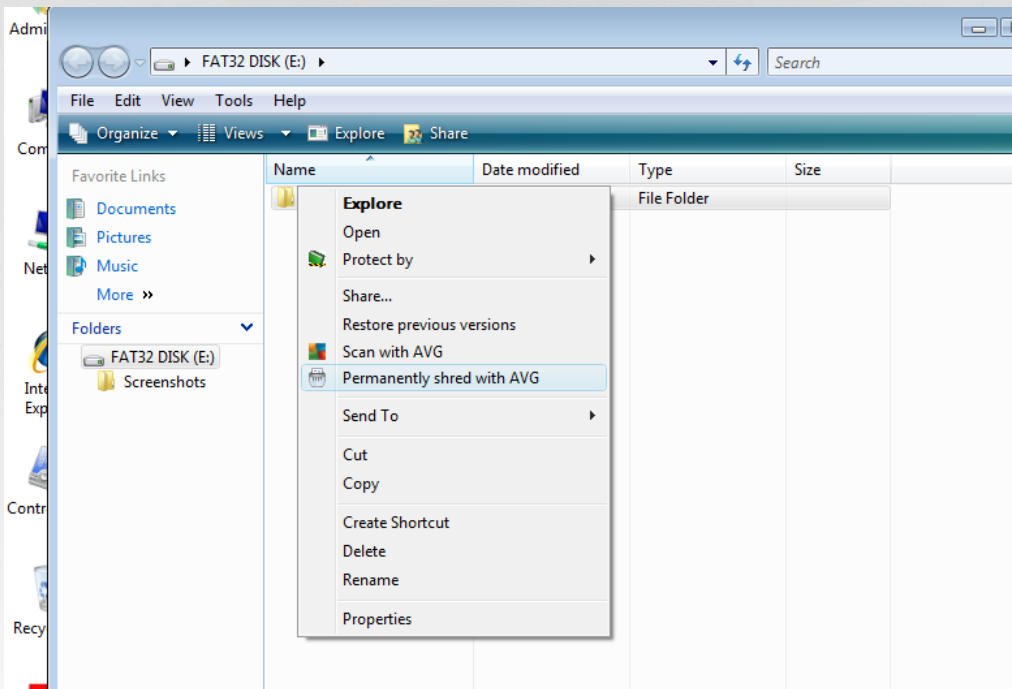 Admi
FAT32 DISK (E:)
Search
File Edit View Tools Help
Organize Views Explore Share
Com
Favorite Links
Name Date modified Type Size
Documents
File Folder
Pictures
Net
Music
More
Folders
FAT32 DISK (E:)
Screenshots
Inte
Exp
Contr
Recy
Explore
Open
Protect by
Share...
Restore previous versions
Scan with AVG
Permanently shred with AVG
Send To
Cut
Copy
Create Shortcut
Delete
Rename
Properties